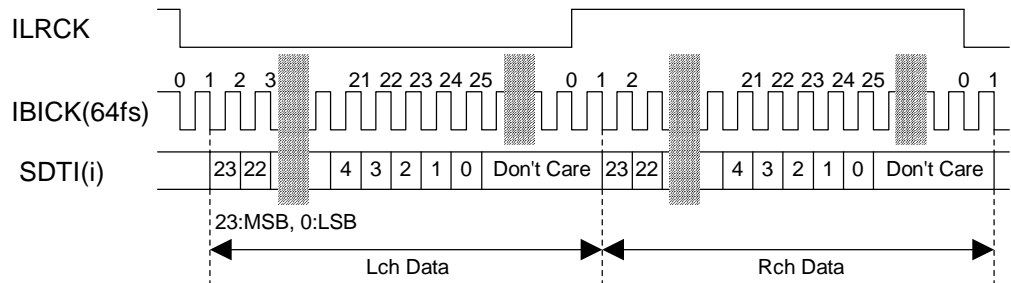 ILRCK
0 1 2 3 21 22 23 24 25 0 1 2 21 22 23 24 25 0 1
IBICK(64fs)
SDTI(i) 23 22 4 3 2 1 0 Don't Care 23 22 4 3 2 1 0 Don't Care
23:MSB, 0:LSB
Lch Data Rch Data